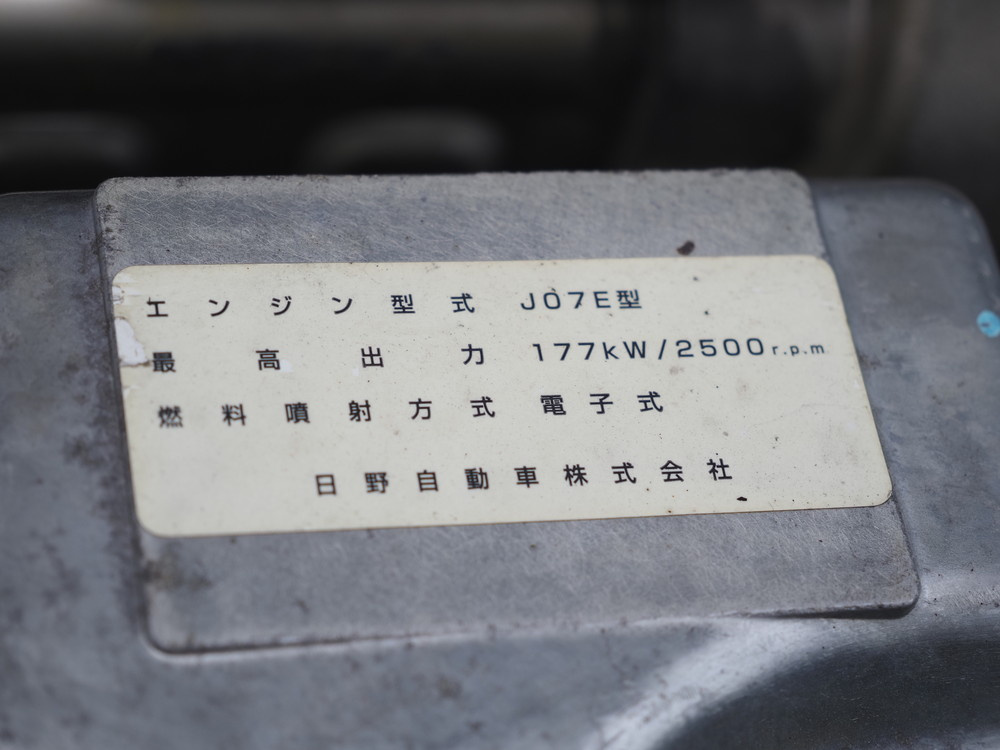 エンジン型式 J07E型
最高出力 177kW/2500r.p.m
燃料噴射方式 電子式
日野自動車株式会社